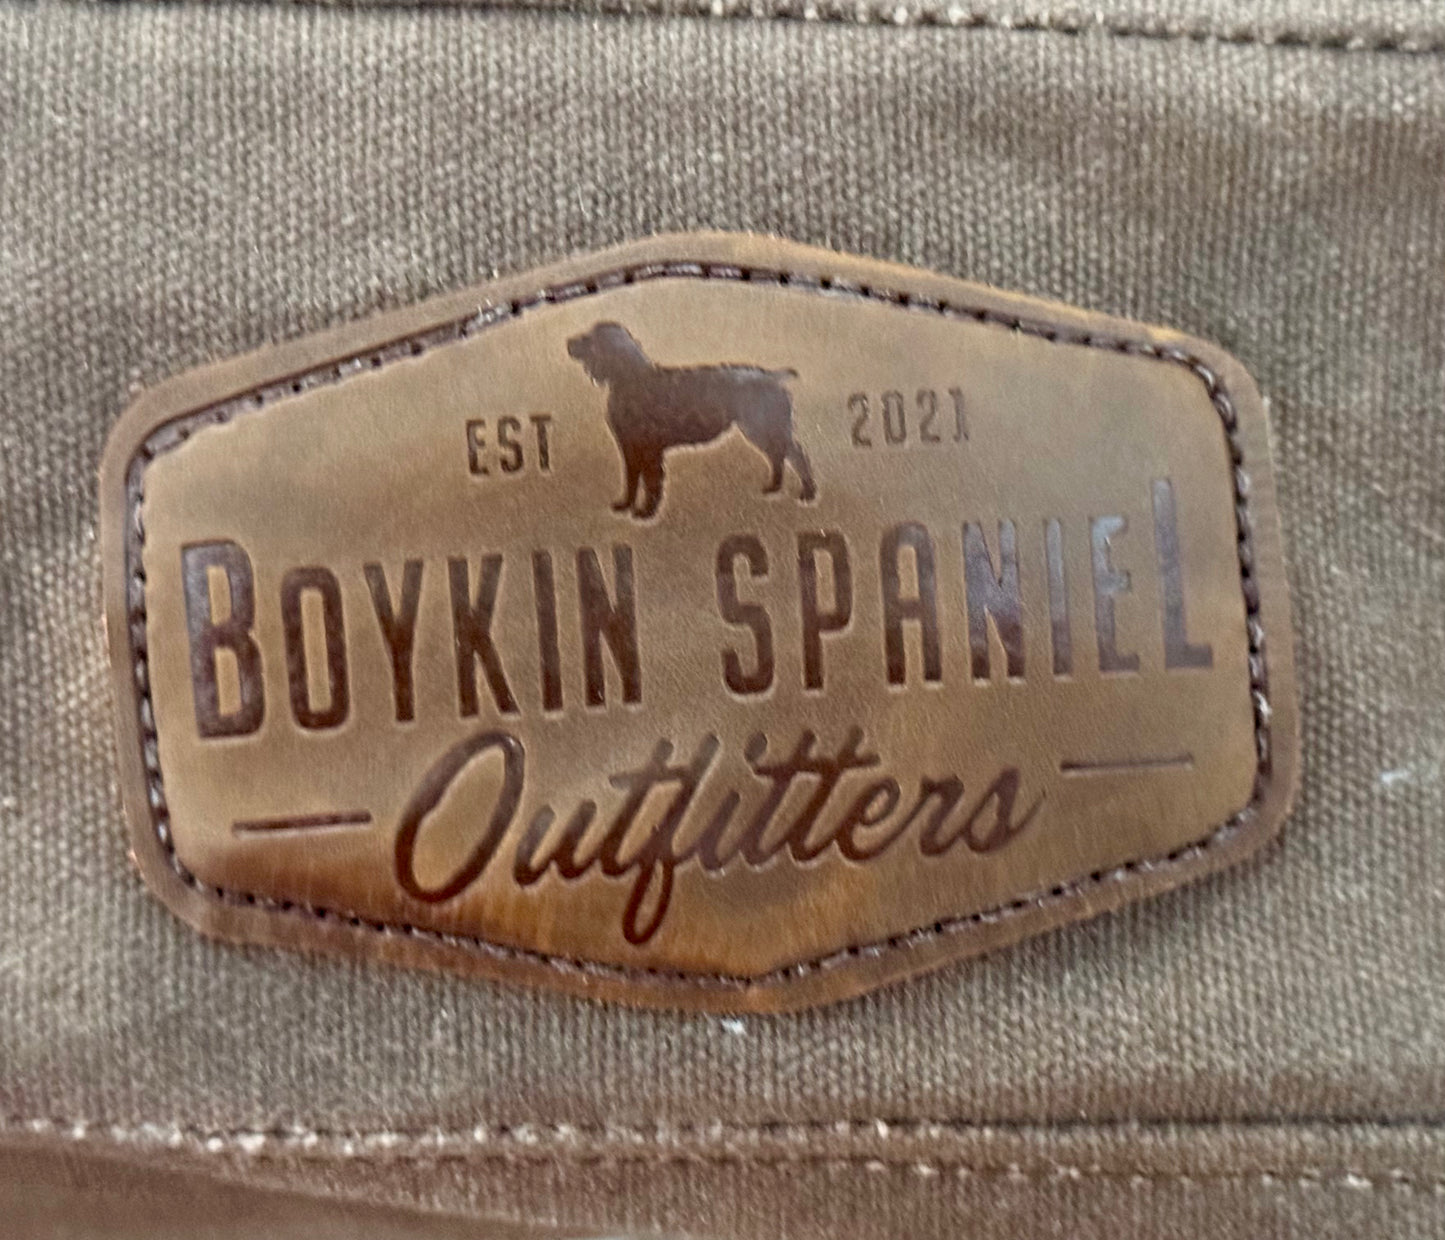 EST 2021
BOYKIN SPANIEL
Outfitters